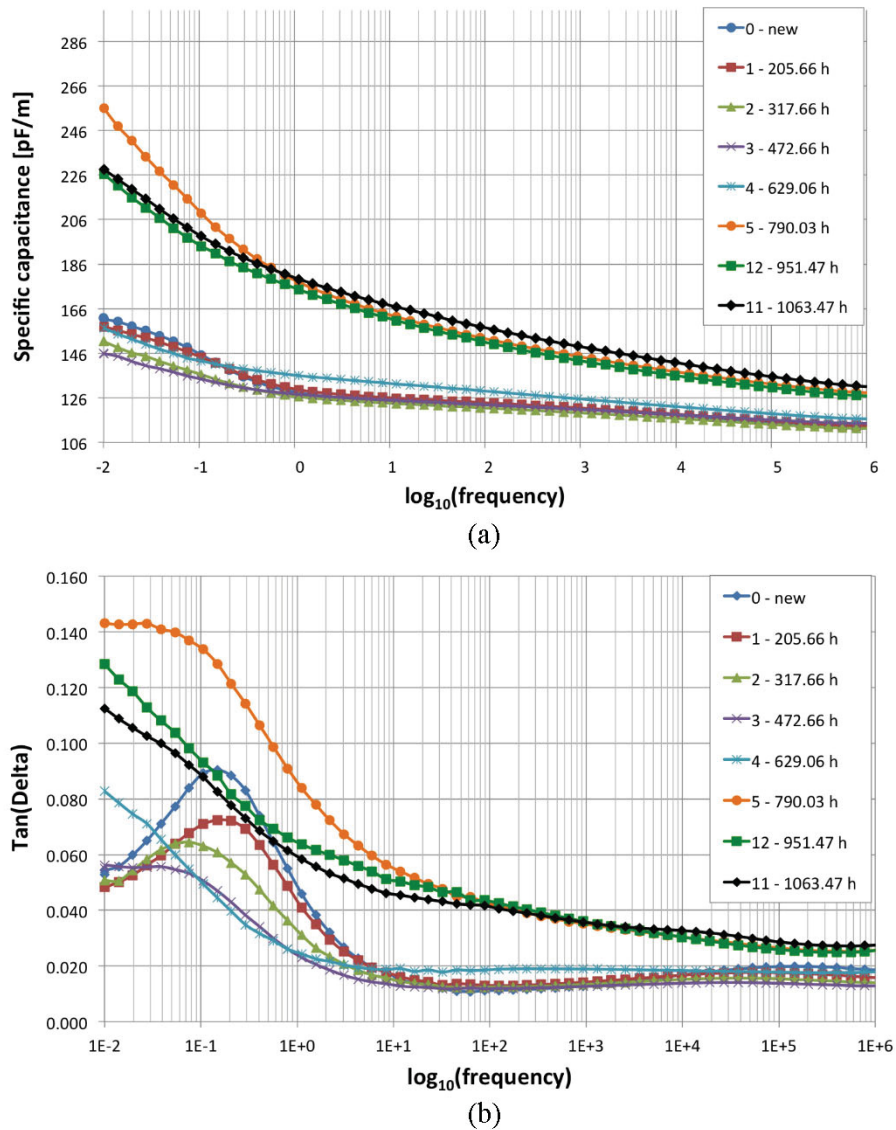 Specific capacitance [pF/m]
286
266
246
226
206
186
166
146
126
106
-2
-1
0
1
2
3
4
5
6
log10(frequency)
0 - new
1 - 205.66 h
2 - 317.66 h
3 - 472.66 h
4 - 629.06 h
5 - 790.03 h
12 - 951.47 h
11 - 1063.47 h
(a)
Tan(Delta)
0.160
0.140
0.120
0.100
0.080
0.060
0.040
0.020
0.000
1E-2
1E-1
1E+0
1E+1
1E+2
1E+3
1E+4
1E+5
1E+6
log10(frequency)
0 - new
1 - 205.66 h
2 - 317.66 h
3 - 472.66 h
4 - 629.06 h
5 - 790.03 h
12 - 951.47 h
11 - 1063.47 h
(b)